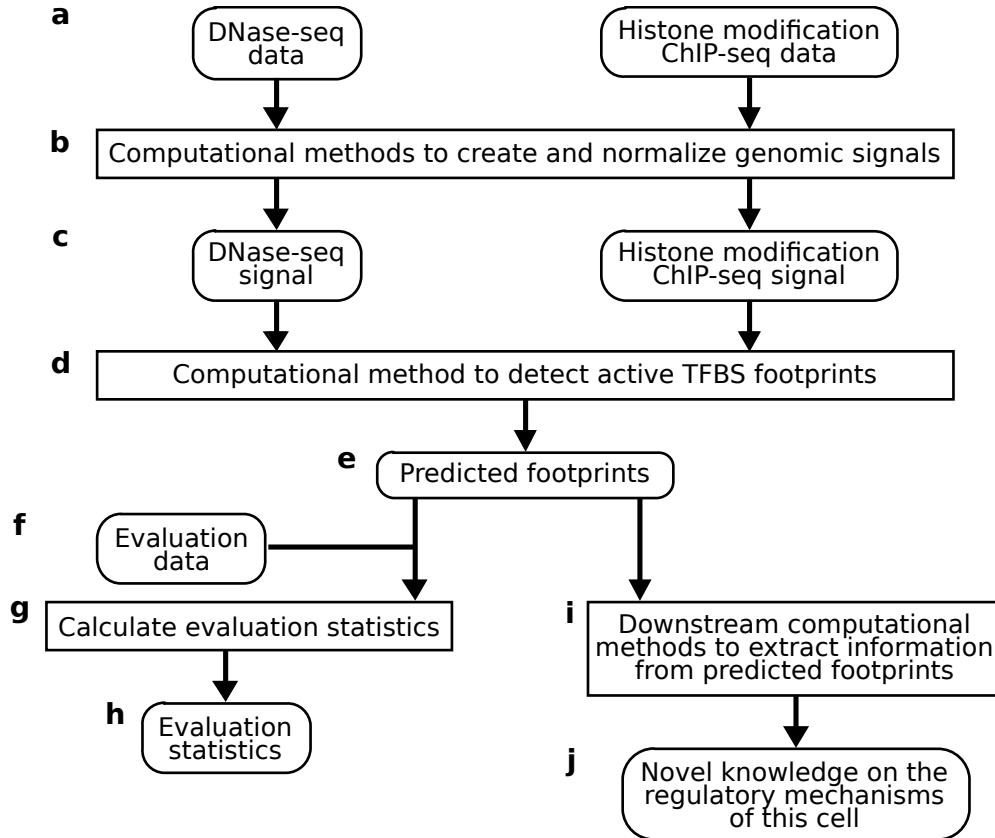 a
DNase-seq
data
Histone modification
ChIP-seq data
b
Computational methods to create and normalize genomic signals
c
DNase-seq
signal
Histone modification
ChIP-seq signal
d
Computational method to detect active TFBS footprints
e
Predicted footprints
f
Evaluation
data
g
Calculate evaluation statistics
h
Evaluation
statistics
i
Downstream computational
methods to extract information
from predicted footprints
j
Novel knowledge on the
regulatory mechanisms
of this cell